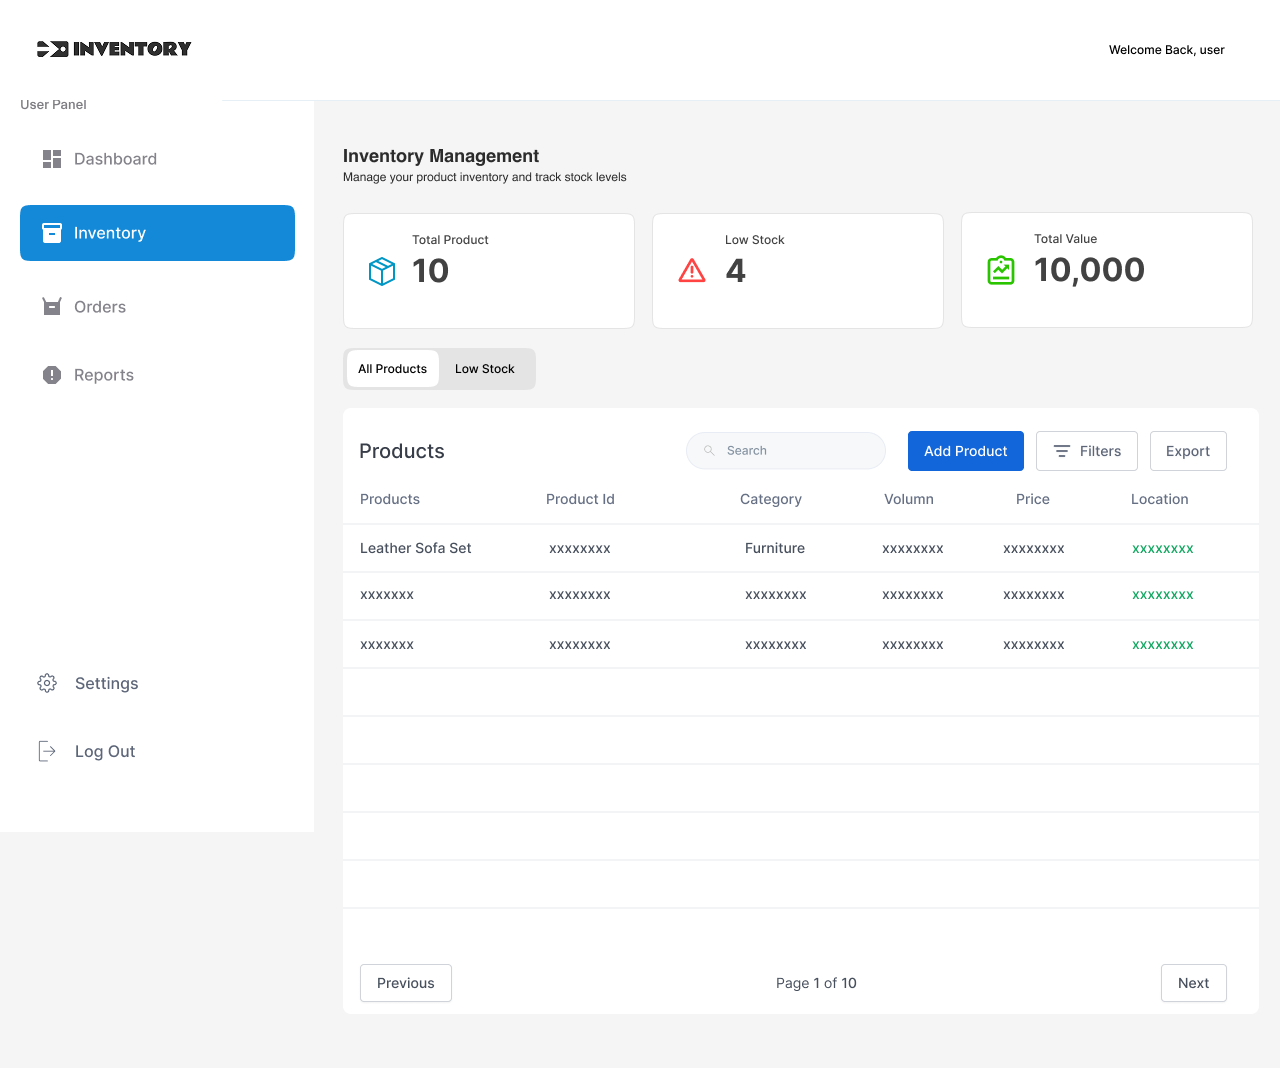 INVENTORY
Welcome Back, user
User Panel
Dashboard
Inventory
Orders
Reports
Settings
Log Out
Inventory Management
Manage your product inventory and track stock levels
Total Product
10
Low Stock
4
Total Value
10,000
All Products Low Stock
Products Search Add Product Filters Export
Products Product Id Category Volumn Price Location
Leather Sofa Set xxxxxxxx Furniture xxxxxxxx xxxxxxxx xxxxxxxx
xxxxxxx xxxxxxxx xxxxxxxx xxxxxxxx xxxxxxxx xxxxxxxx
xxxxxxx xxxxxxxx xxxxxxxx xxxxxxxx xxxxxxxx xxxxxxxx
Previous Page 1 of 10 Next